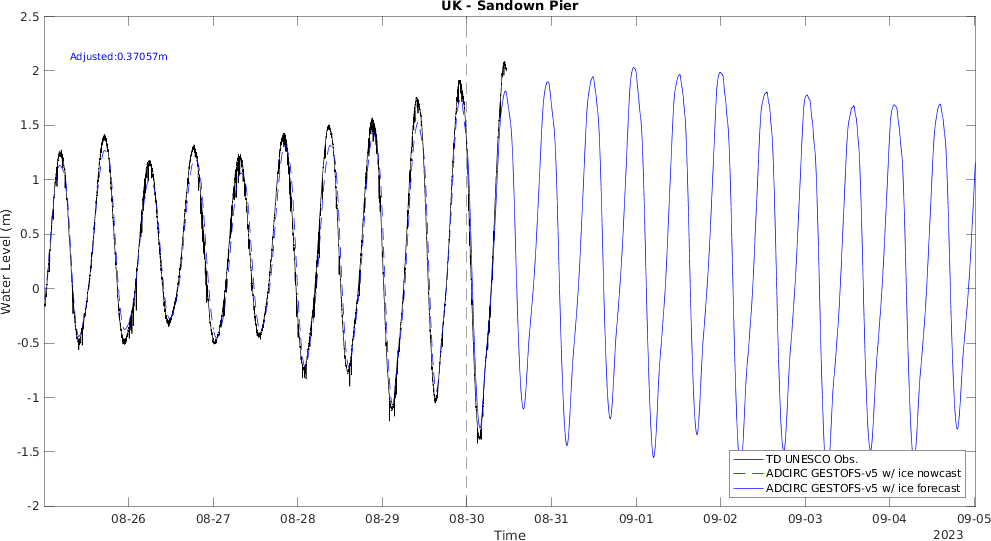 UK - Sandown Pier
Adjusted:0.37057m
Water Level (m)
2.5
2
1.5
1
0.5
0
-0.5
-1
-1.5
-2
TD UNESCO Obs.
ADCIRC GESTOFS-v5 w/ ice nowcast
ADCIRC GESTOFS-v5 w/ ice forecast
08-26 08-27 08-28 08-29 08-30 08-31 09-01 09-02 09-03 09-04 09-05
Time
2023